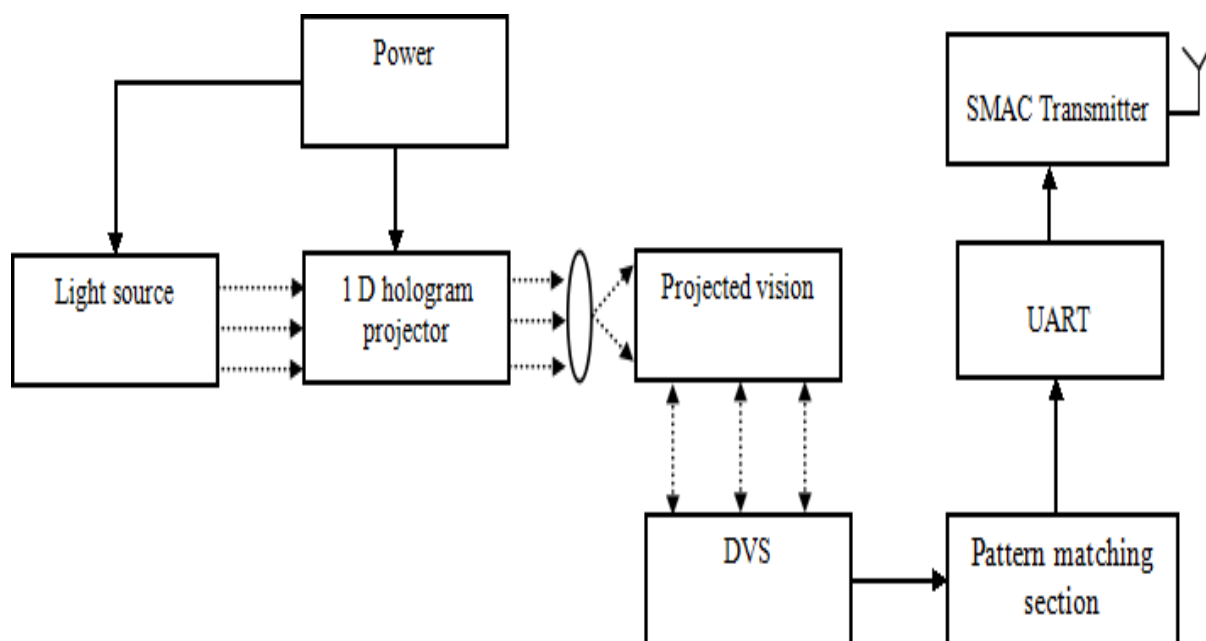 Power
SMAC Transmitter
Light source
1 D hologram
projector
Projected vision
UART
DVS
Pattern matching
section